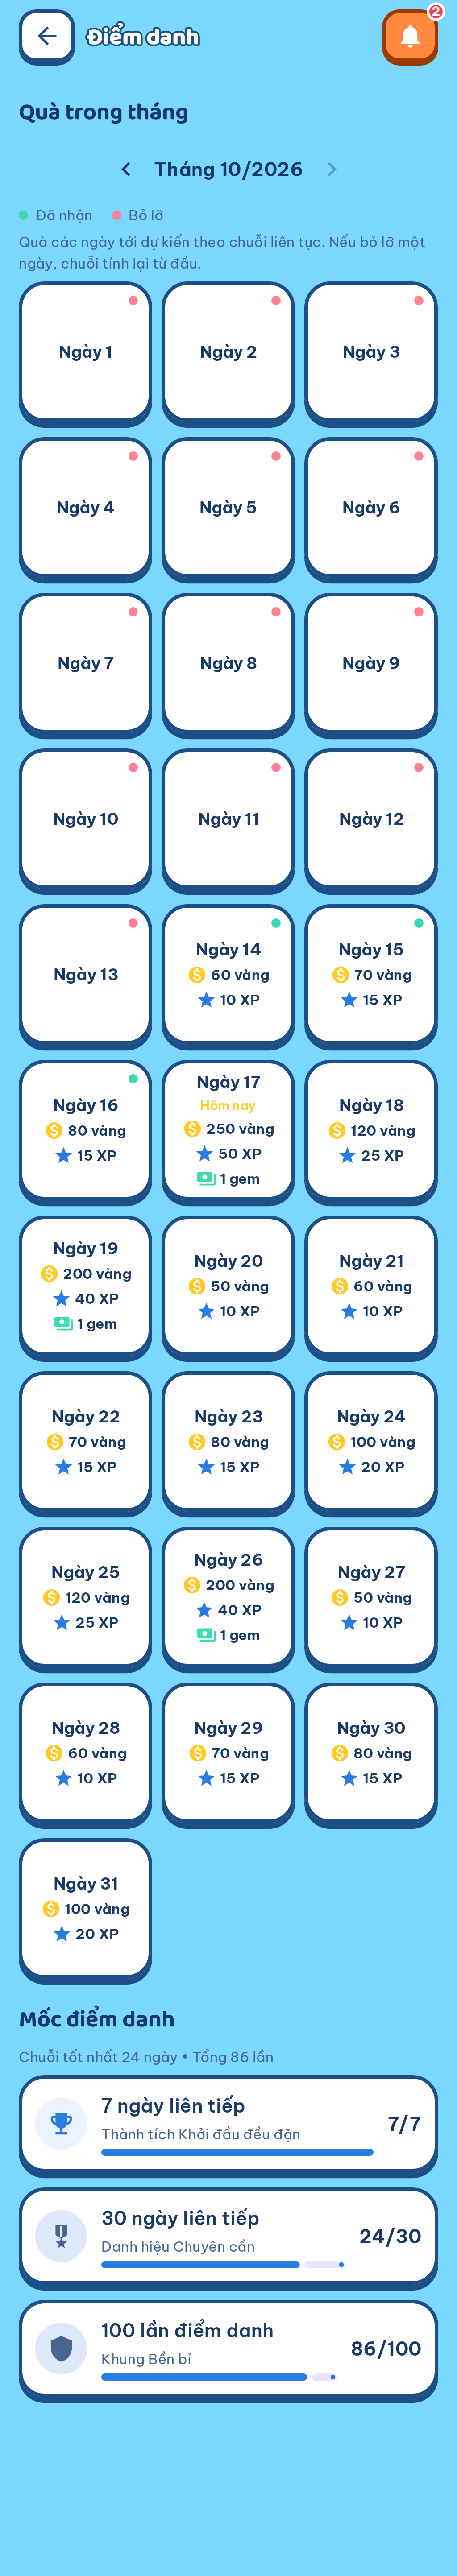 Điểm danh
2
Quà trong tháng
Tháng 10/2026
Đã nhận
Bỏ lỡ
Quà các ngày tới dự kiến theo chuỗi liên tục. Nếu bỏ lỡ một
ngày, chuỗi tính lại từ đầu.
Ngày 1
Ngày 2
Ngày 3
Ngày 4
Ngày 5
Ngày 6
Ngày 7
Ngày 8
Ngày 9
Ngày 10
Ngày 11
Ngày 12
Ngày 13
Ngày 14
60 vàng
10 XP
Ngày 15
70 vàng
15 XP
Ngày 16
80 vàng
15 XP
Ngày 17
Hôm nay
250 vàng
50 XP
1 gem
Ngày 18
120 vàng
25 XP
Ngày 19
200 vàng
40 XP
1 gem
Ngày 20
50 vàng
10 XP
Ngày 21
60 vàng
10 XP
Ngày 22
70 vàng
15 XP
Ngày 23
80 vàng
15 XP
Ngày 24
100 vàng
20 XP
Ngày 25
120 vàng
25 XP
Ngày 26
200 vàng
40 XP
1 gem
Ngày 27
50 vàng
10 XP
Ngày 28
60 vàng
10 XP
Ngày 29
70 vàng
15 XP
Ngày 30
80 vàng
15 XP
Ngày 31
100 vàng
20 XP
Mốc điểm danh
Chuỗi tốt nhất 24 ngày • Tổng 86 lần
7 ngày liên tiếp
Thành tích Khởi đầu đều đặn
7/7
30 ngày liên tiếp
Danh hiệu Chuyên cần
24/30
100 lần điểm danh
Khung Bền bỉ
86/100